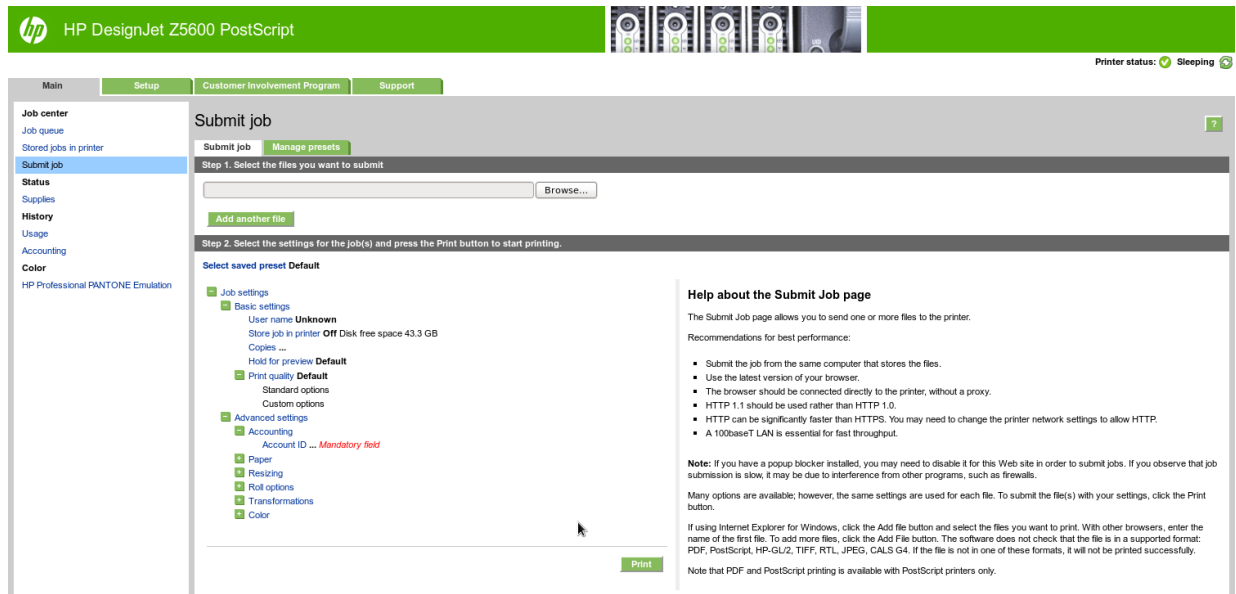 hp HP DesignJet Z5600 PostScript
Printer status: Sleeping
Main Setup Customer Involvement Program Support
Job center
Job queue
Stored jobs in printer
Submit job
Status
Supplies
History
Usage
Accounting
Color
HP Professional PANTONE Emulation
Submit job
?
Submit job Manage presets
Step 1. Select the files you want to submit
Browse...
Add another file
Step 2. Select the settings for the job(s) and press the Print button to start printing.
Select saved preset Default
Job settings
Basic settings
User name Unknown
Store job in printer Off Disk free space 43.3 GB
Copies ...
Hold for preview Default
Print quality Default
Standard options
Custom options
Advanced settings
Accounting
Account ID ... Mandatory field
Paper
Resizing
Roll options
Transformations
Color
Print
Help about the Submit Job page
The Submit Job page allows you to send one or more files to the printer.
Recommendations for best performance:
Submit the job from the same computer that stores the files.
Use the latest version of your browser.
The browser should be connected directly to the printer, without a proxy.
HTTP 1.1 should be used rather than HTTP 1.0.
HTTP can be significantly faster than HTTPS. You may need to change the printer network settings to allow HTTP.
A 100baseT LAN is essential for fast throughput.
Note: If you have a popup blocker installed, you may need to disable it for this Web site in order to submit jobs. If you observe that job
submission is slow, it may be due to interference from other programs, such as firewalls.
Many options are available; however, the same settings are used for each file. To submit the file(s) with your settings, click the Print
button.
If using Internet Explorer for Windows, click the Add file button and select the files you want to print. With other browsers, enter the
name of the first file. To add more files, click the Add File button. The software does not check that the file is in a supported format:
PDF, PostScript, HP-GL/2, TIFF, RTL, JPEG, CALS G4. If the file is not in one of these formats, it will not be printed successfully.
Note that PDF and PostScript printing is available with PostScript printers only.